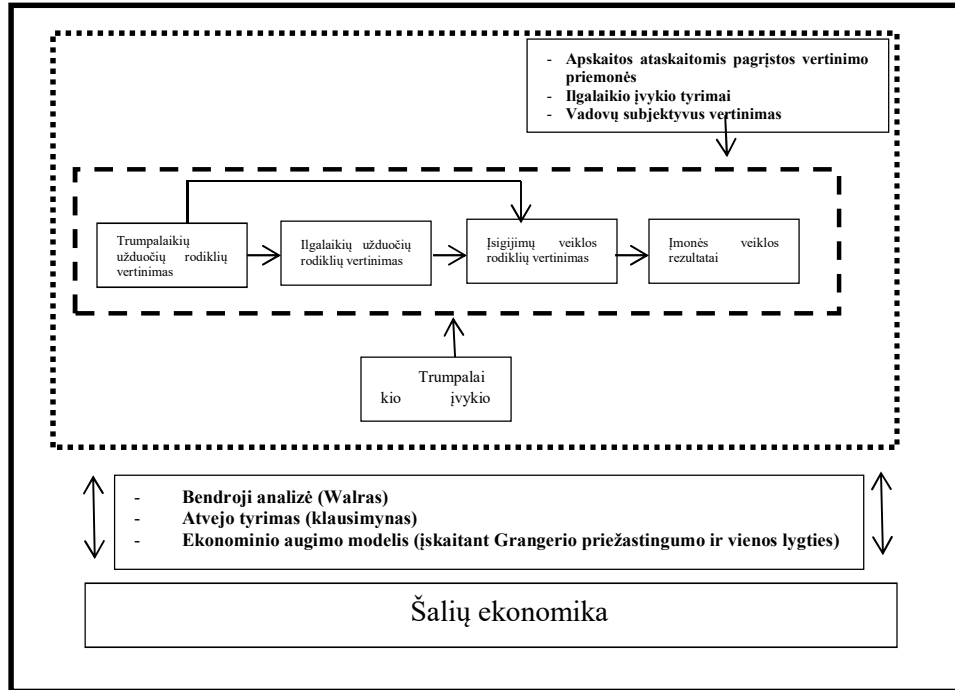 - Apskaitos ataskaitomis pagrįstos vertinimo
priemonės
- Ilgalaikio įvykio tyrimai
- Vadovų subjektyvus vertinimas
Trumpalaikių
užduočių rodiklių
vertinimas
Ilgalaikių užduočių
rodiklių vertinimas
Įsigijimų veiklos
rodiklių vertinimas
Įmonės veiklos
rezultatai
Trumpalai
kio įvykio
- Bendroji analizė (Walras)
- Atvejo tyrimas (klausimynas)
- Ekonominio augimo modelis (įskaitant Grangerio priežastingumo ir vienos lygties)
Šalių ekonomika